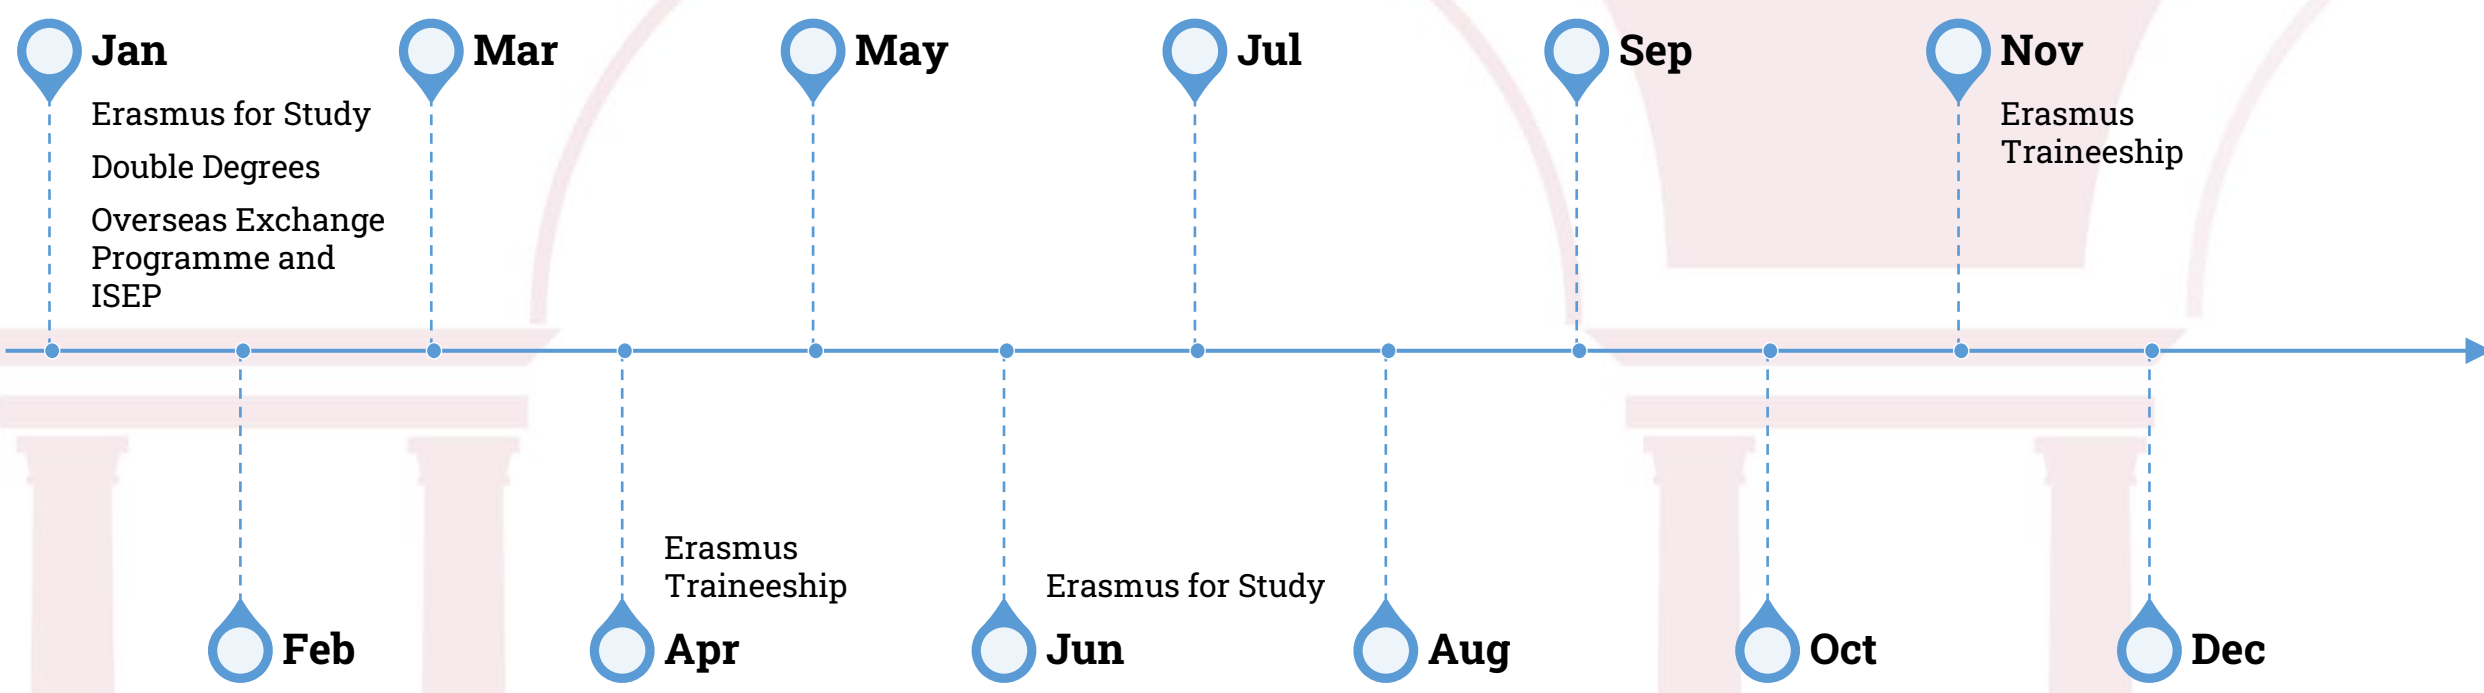 Jan
Erasmus for Study
Double Degrees
Overseas Exchange
Programme and
ISEP
Feb
Mar
Erasmus
Traineeship
Apr
May
Erasmus for Study
Jun
Jul
Aug
Sep
Oct
Nov
Erasmus
Traineeship
Dec